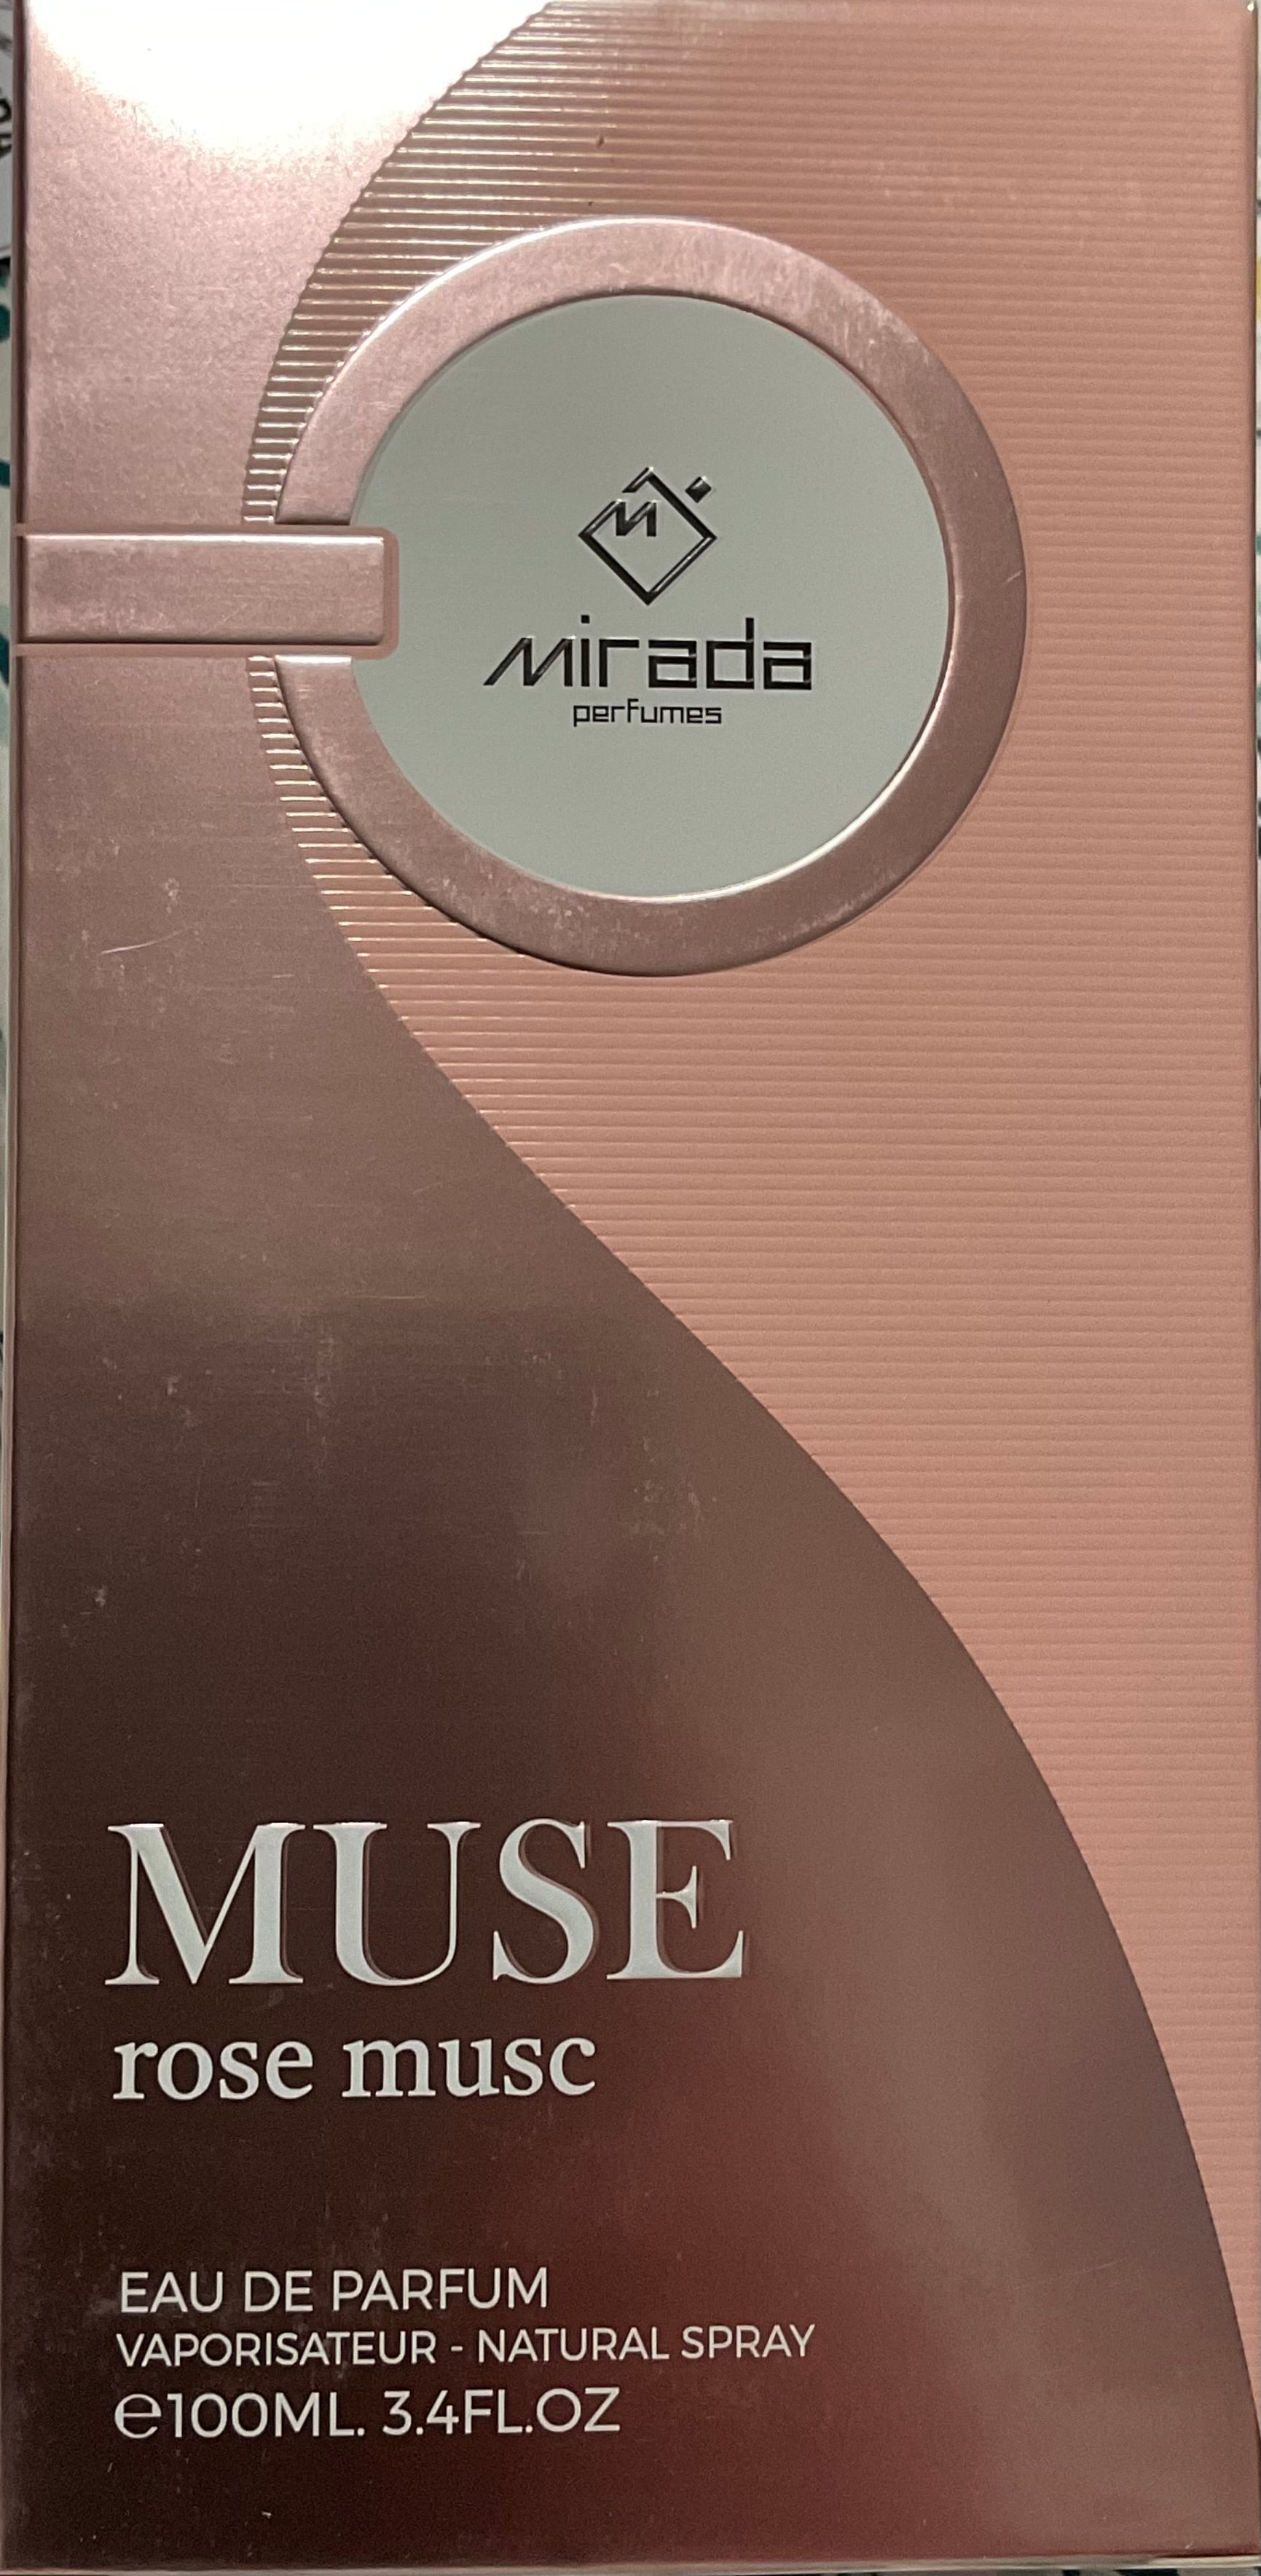 M
mirada
perfumes
MUSE
rose musc
EAU DE PARFUM
VAPORISATEUR - NATURAL SPRAY
℮100ML. 3.4FL.OZ